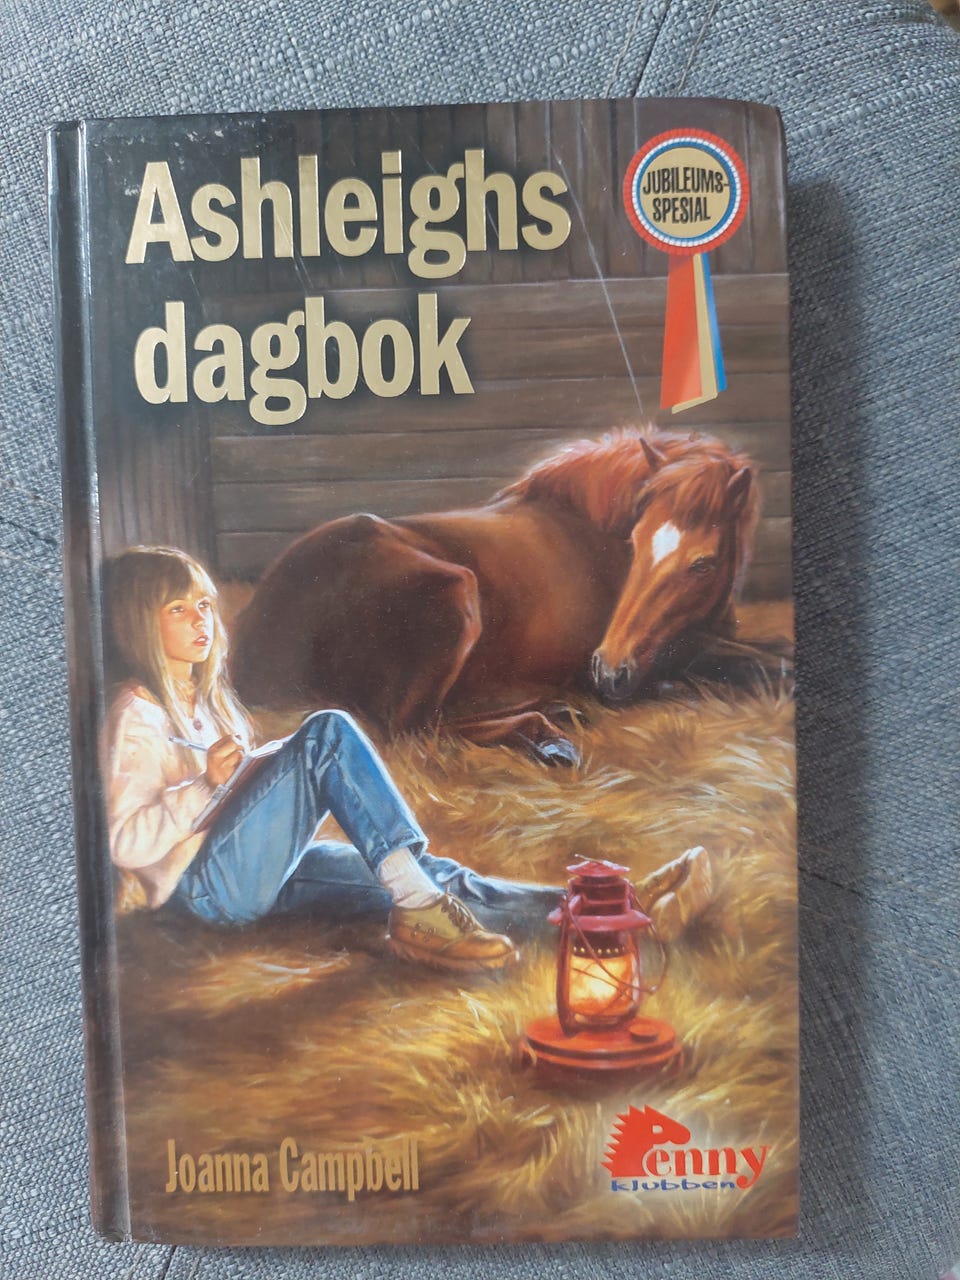 Ashleighs
dagbok
JUBILEUMS-
SPESIAL
Joanna Campbell
Penny
klubben